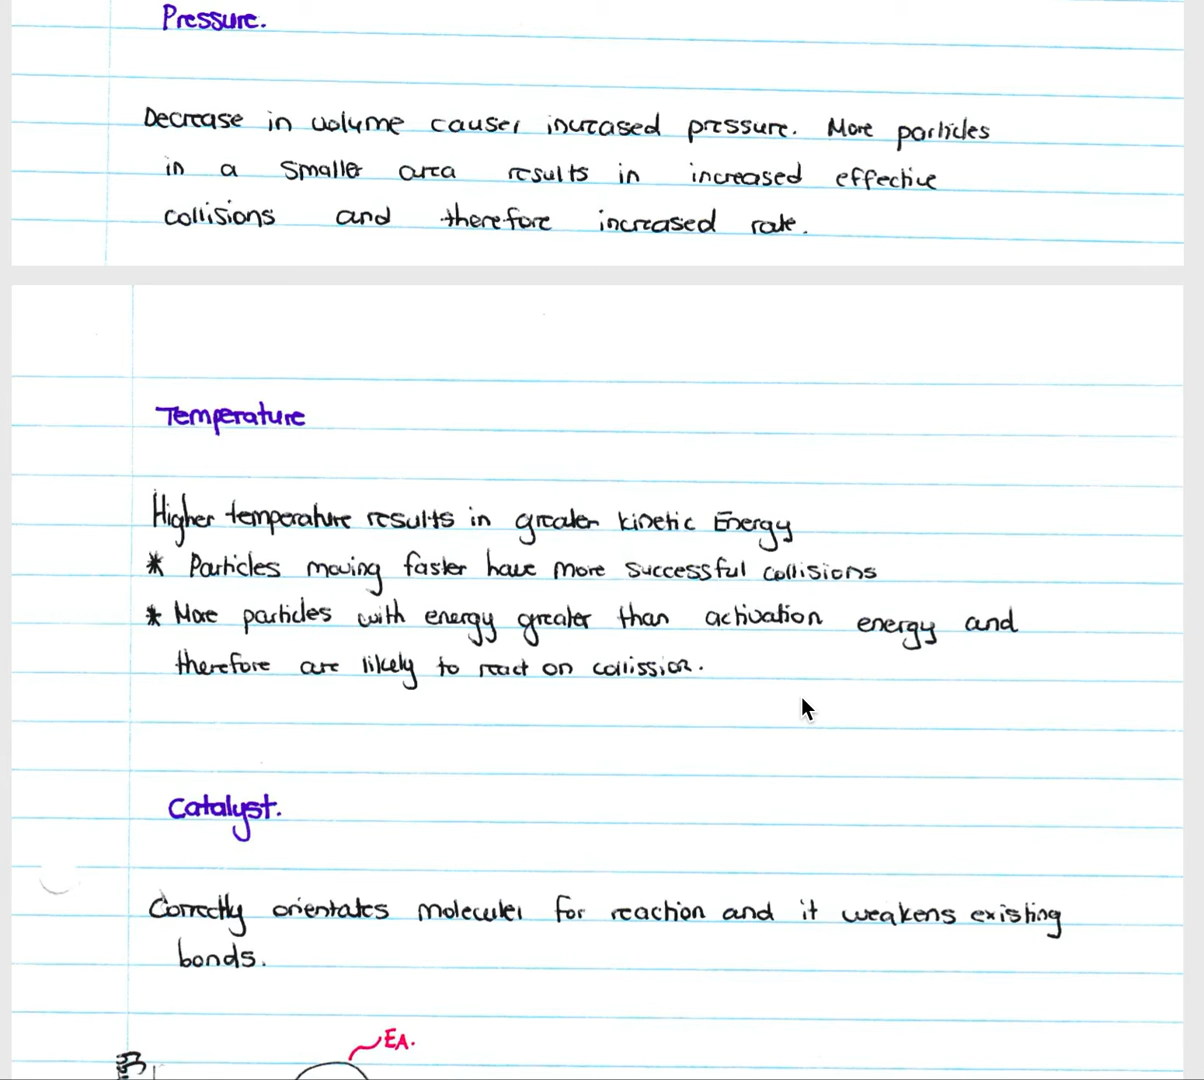 Pressure.
Decrease in volume causes increased pressure. More particles
in a smaller area results in increased effective
collisions and therefore increased rate.
Temperature
Higher temperature results in greater kinetic Energy
* Particles moving faster have more successful collisions
* More particles with energy greater than activation energy and
therefore are likely to react on collission.
Catalyst.
Correctly orientates molecules for reaction and it weakens existing
bonds.
EA.